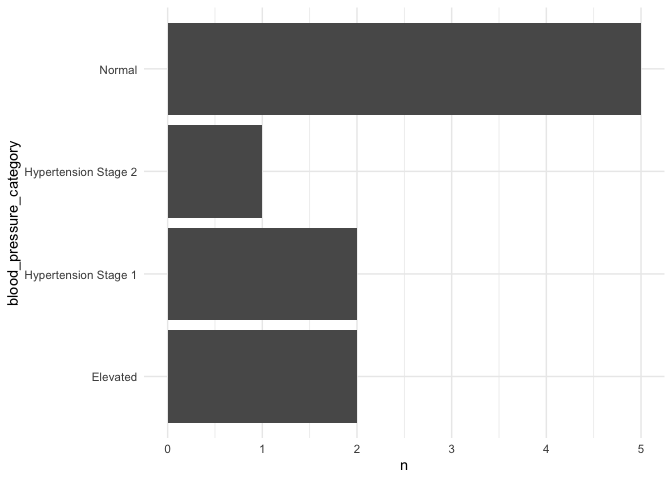 blood_pressure_category
Normal
Hypertension Stage 2
Hypertension Stage 1
Elevated
0 1 2 3 4 5
n